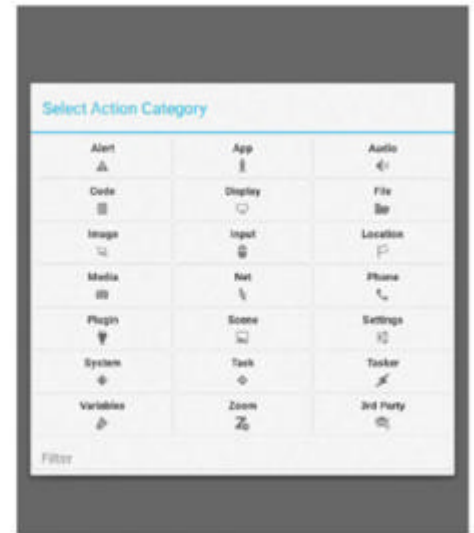 Select Action Category
Alert App Audio
Code Display File
Image Input Location
Media Net Phone
Plugin Scene Settings
System Task Tasker
Variables Zoom 3rd Party
Filter